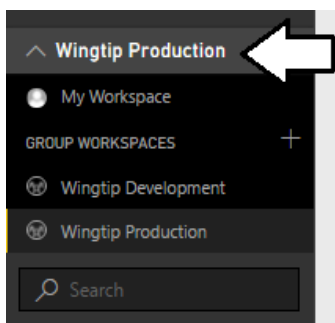 Wingtip Production
My Workspace
GROUP WORKSPACES
Wingtip Development
Wingtip Production
Search